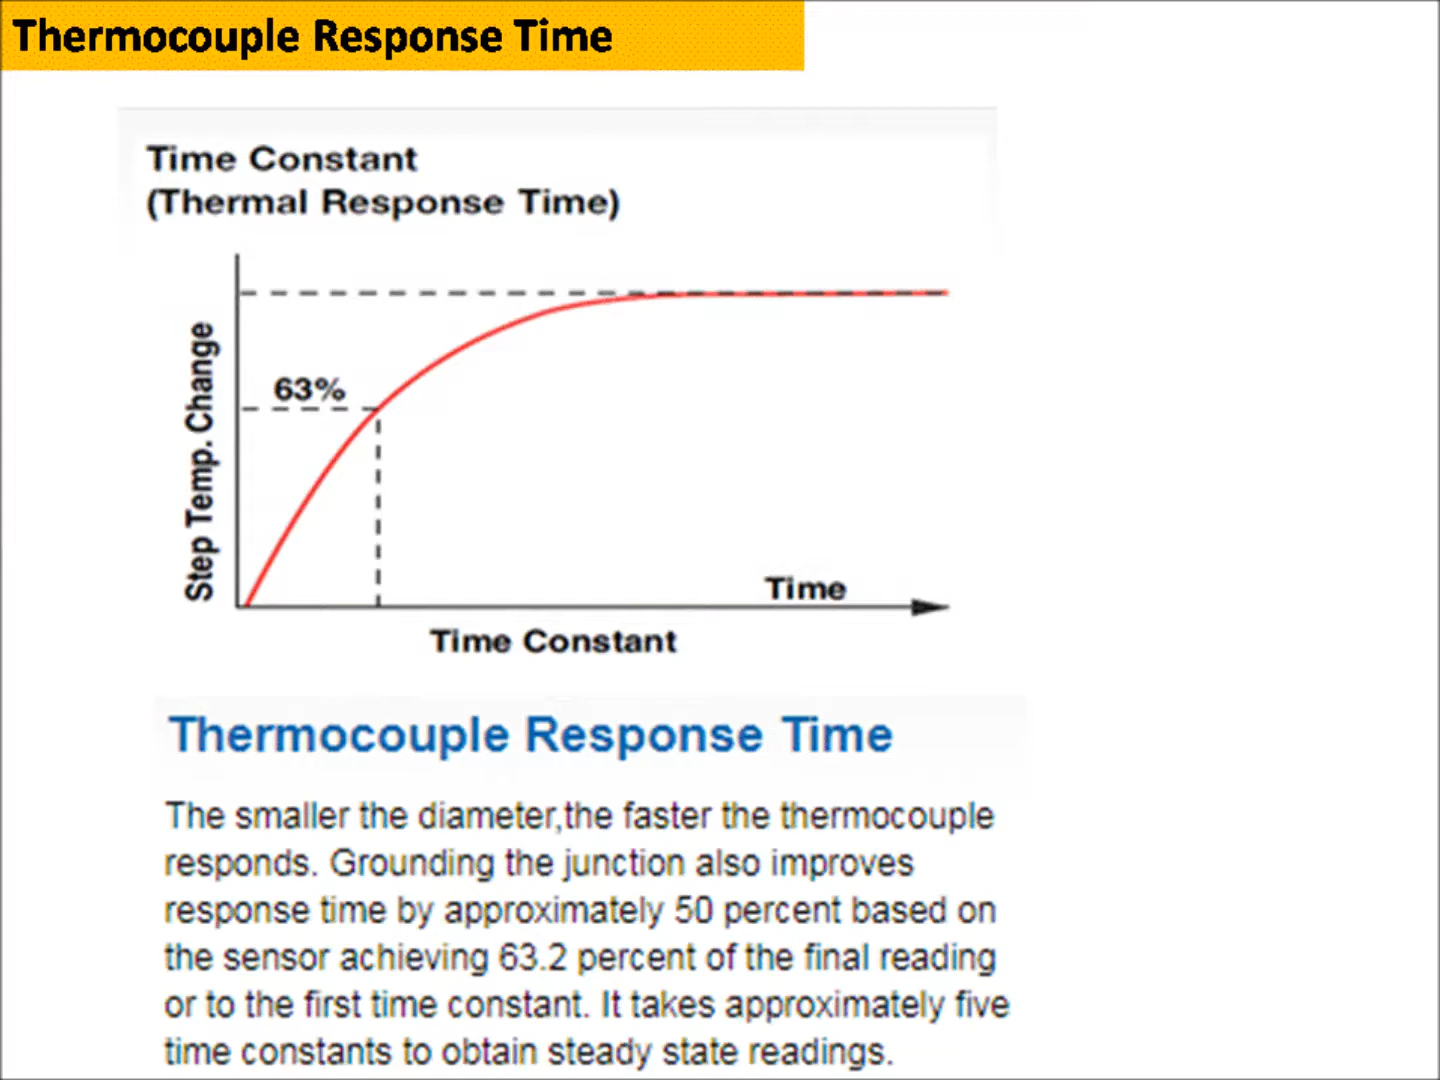 Thermocouple Response Time
Time Constant
(Thermal Response Time)
Step Temp. Change
63%
Time
Time Constant
Thermocouple Response Time
The smaller the diameter,the faster the thermocouple
responds. Grounding the junction also improves
response time by approximately 50 percent based on
the sensor achieving 63.2 percent of the final reading
or to the first time constant. It takes approximately five
time constants to obtain steady state readings.